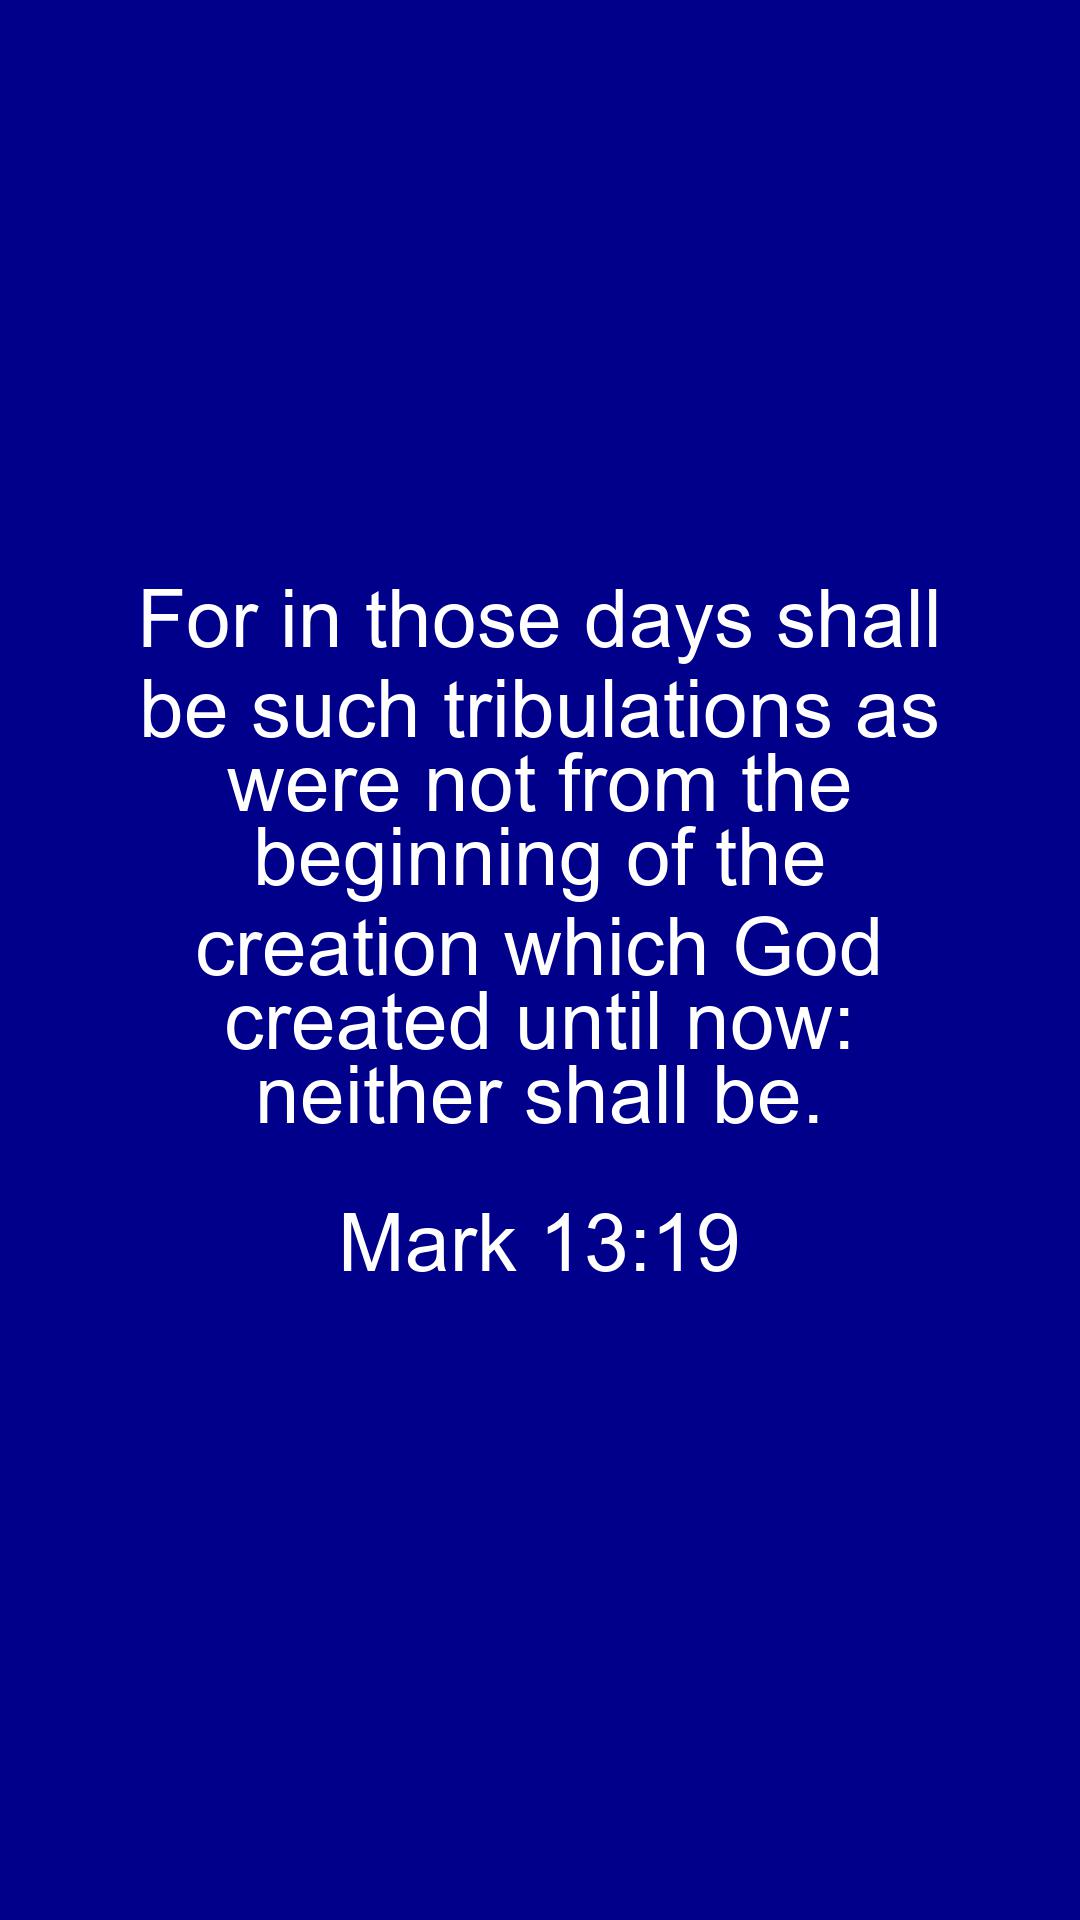 For in those days shall
be such tribulations as
were not from the
beginning of the
creation which God
created until now:
neither shall be.
Mark 13:19